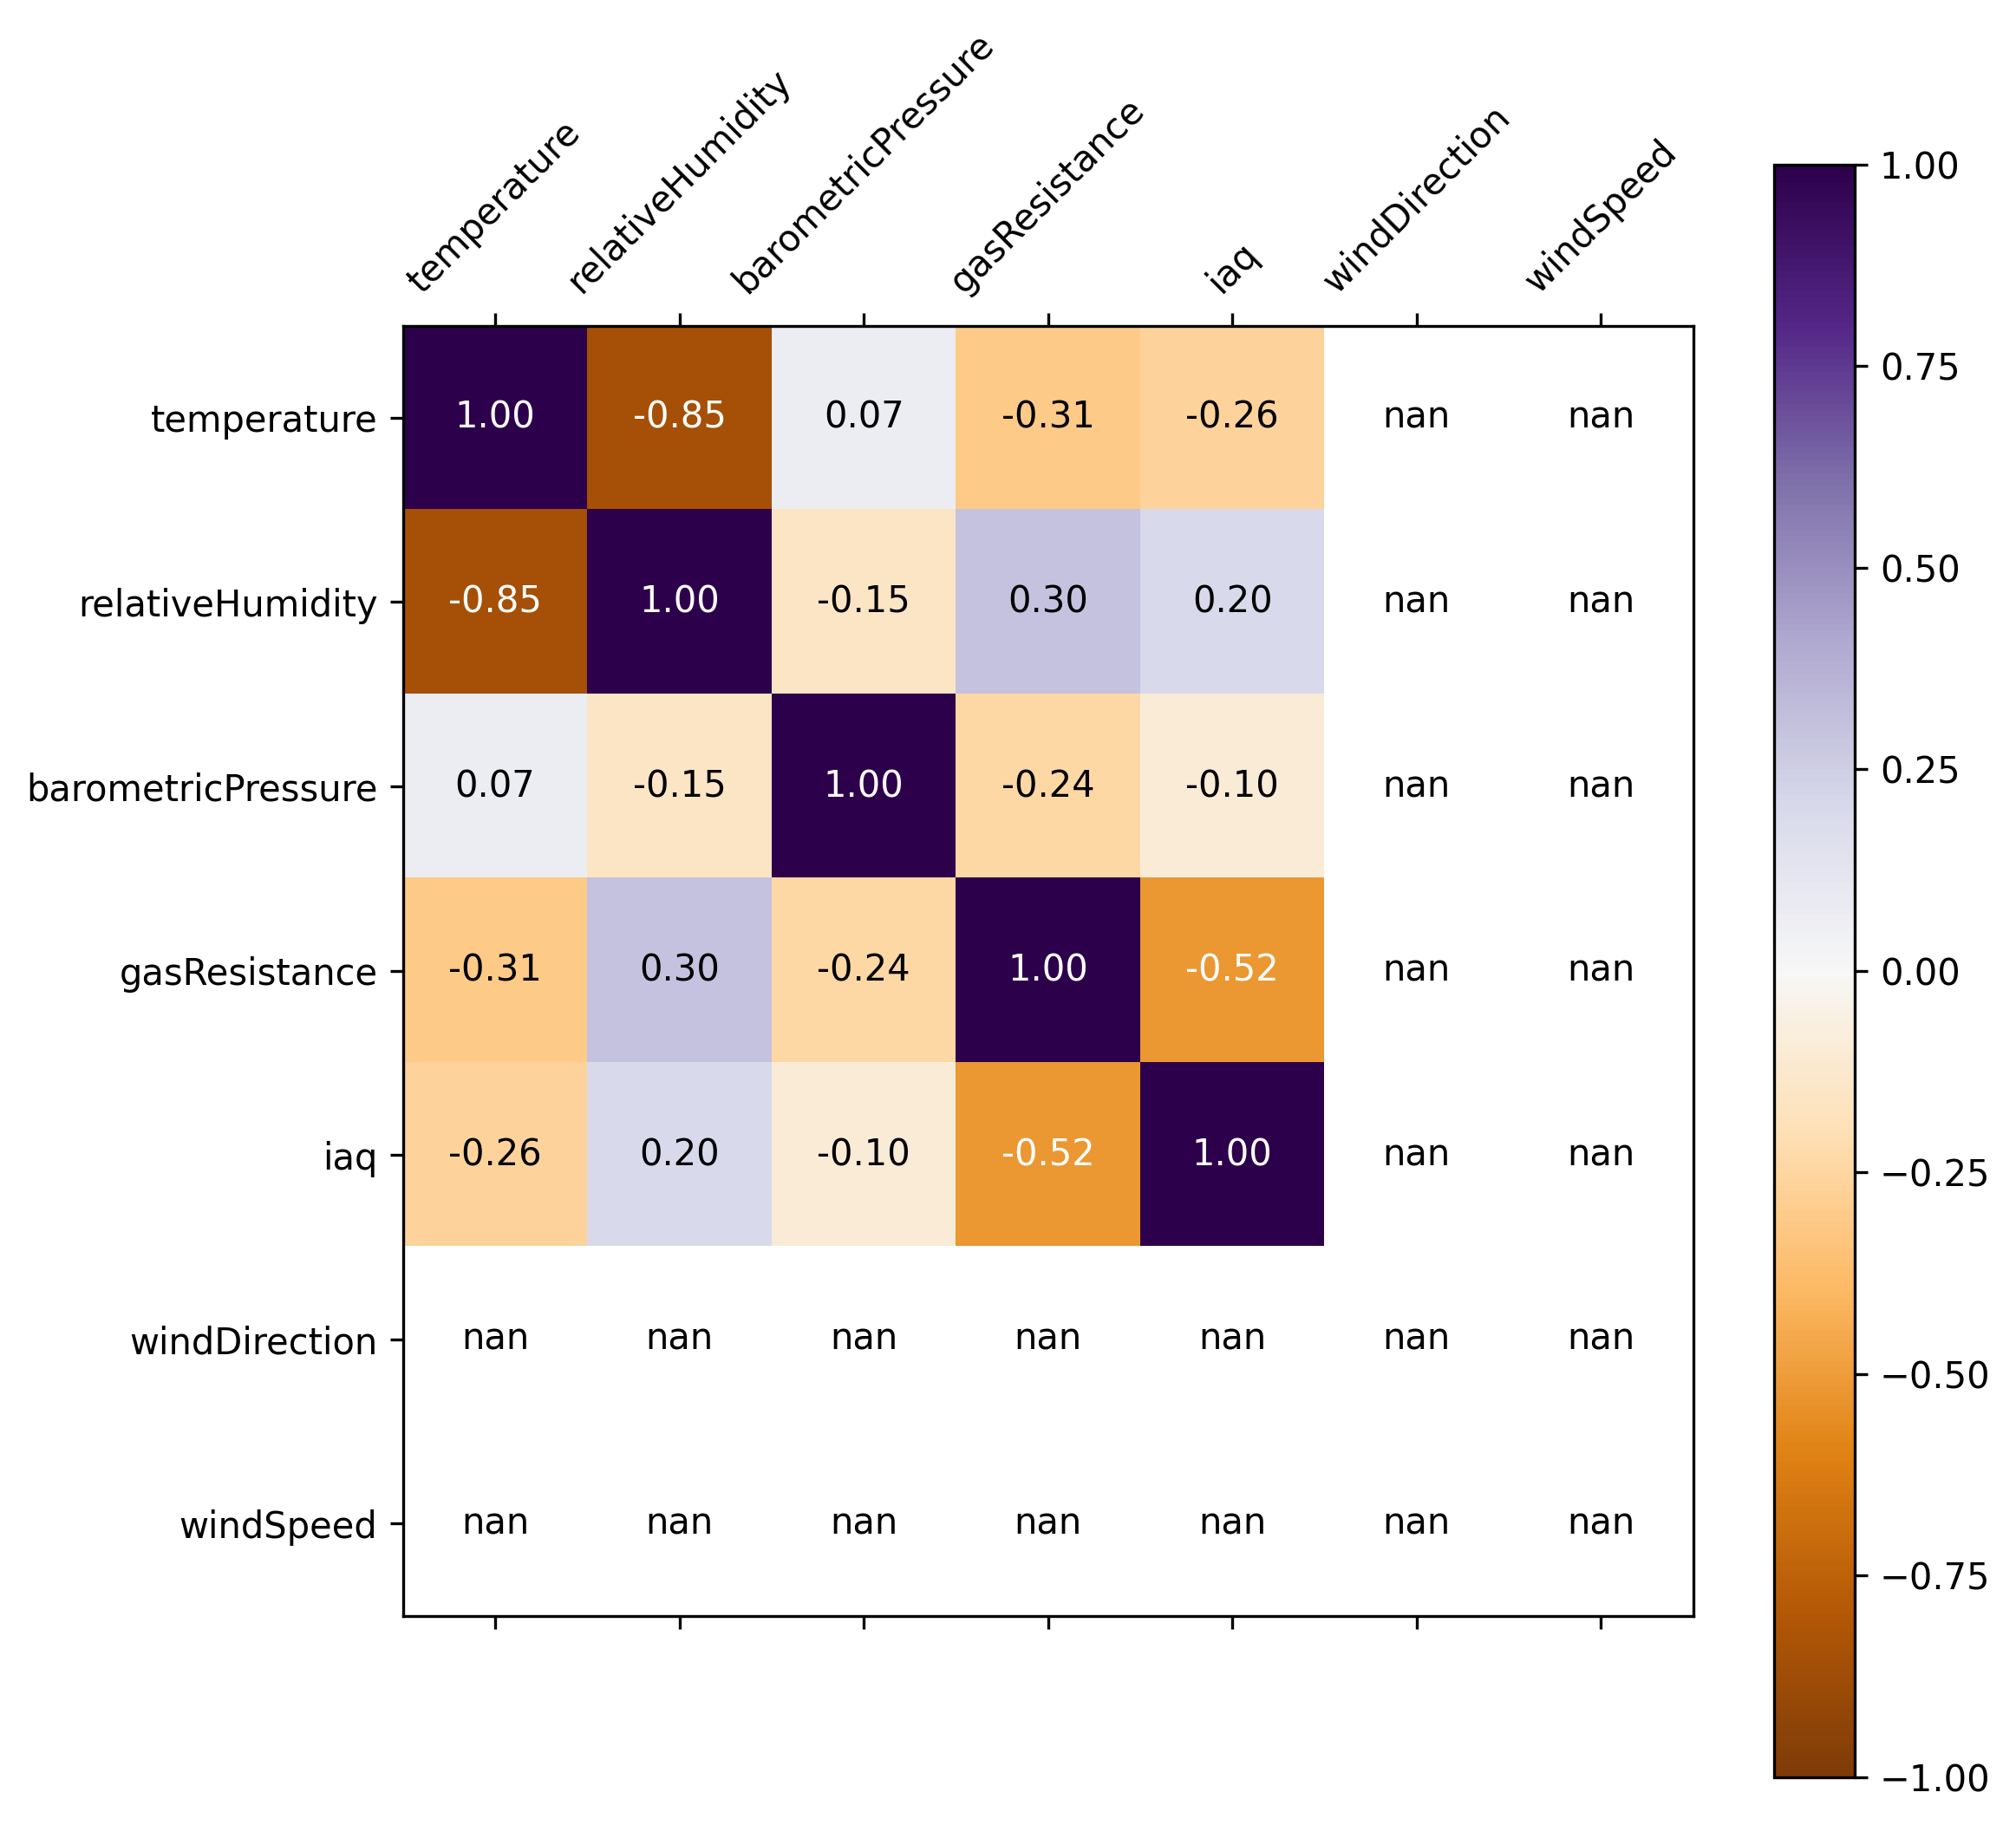 temperature
relativeHumidity
barometricPressure
gasResistance
iaq
windDirection
windSpeed
temperature 1.00 -0.85 0.07 -0.31 -0.26 nan nan
relativeHumidity -0.85 1.00 -0.15 0.30 0.20 nan nan
barometricPressure 0.07 -0.15 1.00 -0.24 -0.10 nan nan
gasResistance -0.31 0.30 -0.24 1.00 -0.52 nan nan
iaq -0.26 0.20 -0.10 -0.52 1.00 nan nan
windDirection nan nan nan nan nan nan nan
windSpeed nan nan nan nan nan nan nan
1.00
0.75
0.50
0.25
0.00
−0.25
−0.50
−0.75
−1.00